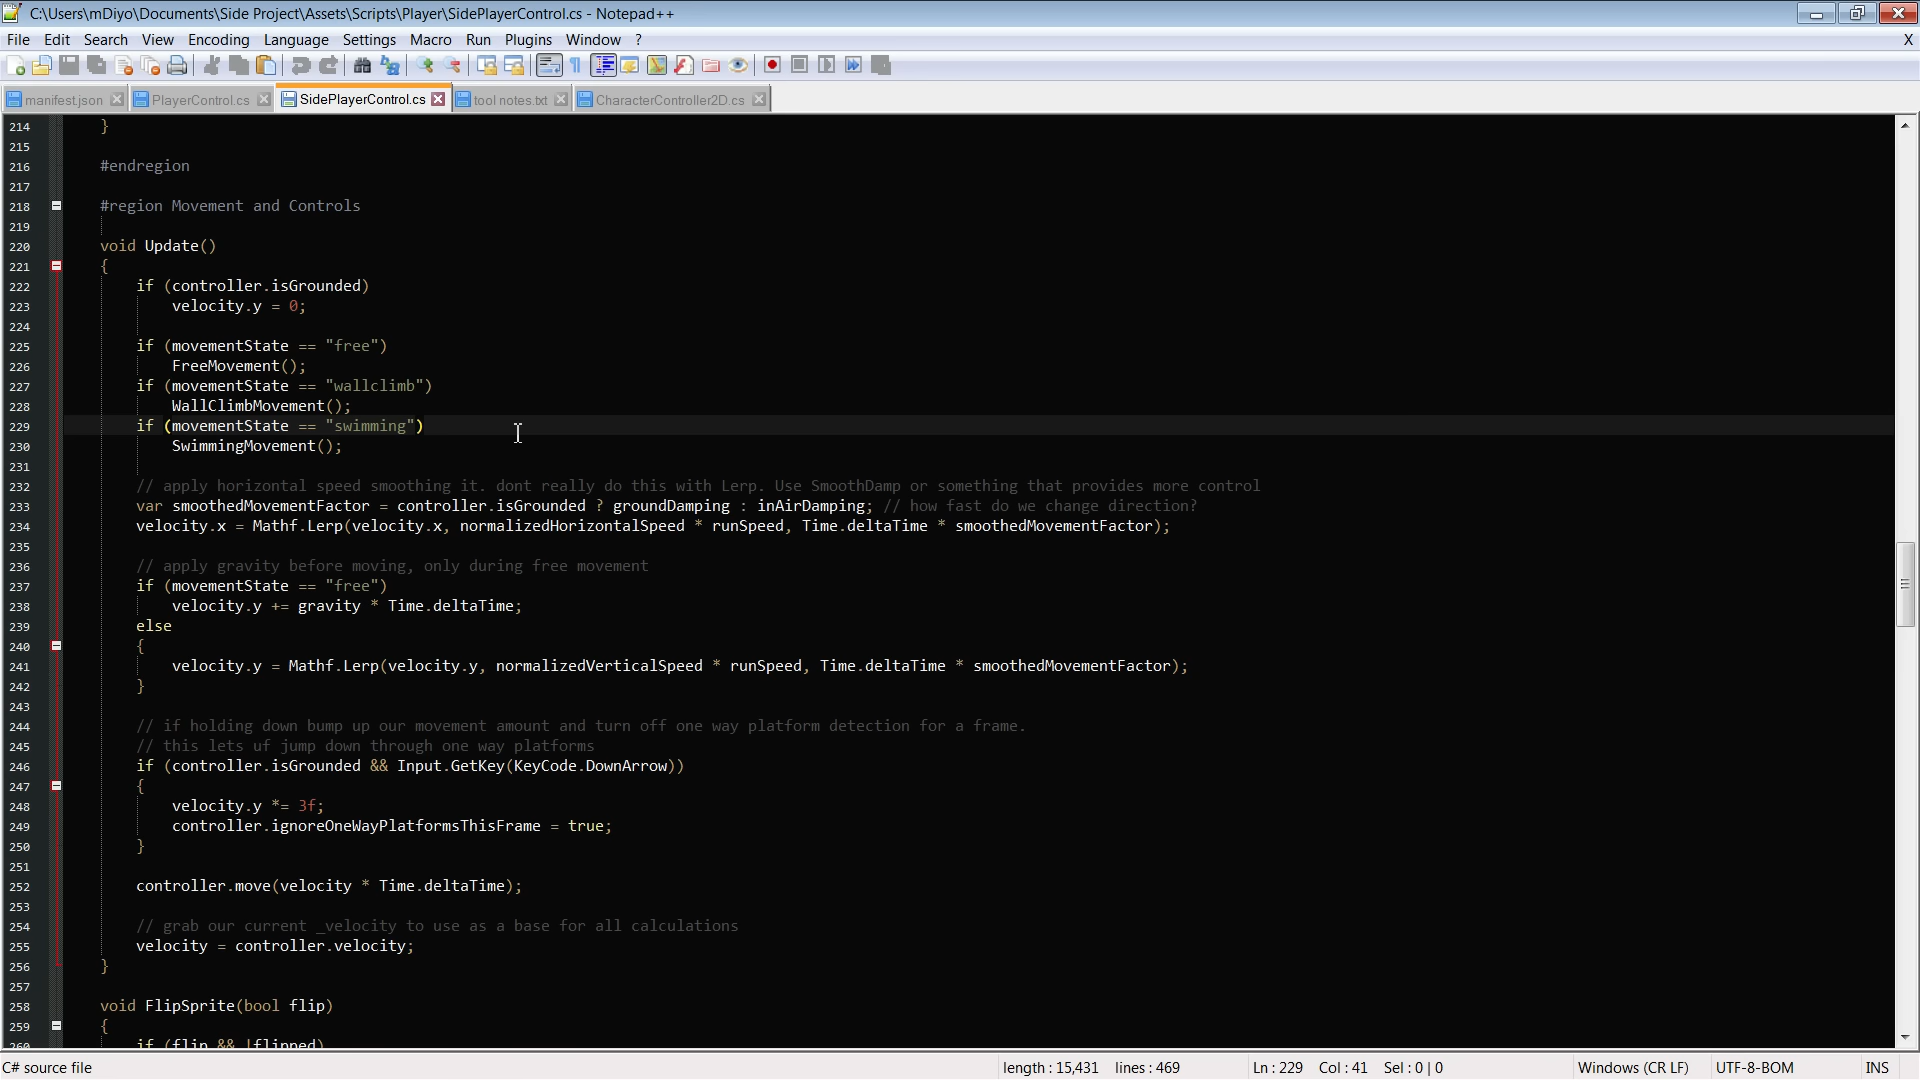 C:\Users\mDiyo\Documents\Side Project\Assets\Scripts\Player\SidePlayerControl.cs - Notepad++
File Edit Search View Encoding Language Settings Macro Run Plugins Window ? X
manifest.json PlayerControl.cs SidePlayerControl.cs tool notes.txt CharacterController2D.cs
214 }
215
216 #endregion
217
218 #region Movement and Controls
219
220 void Update()
221 {
222 if (controller.isGrounded)
223 velocity.y = 0;
224
225 if (movementState == "free")
226 FreeMovement();
227 if (movementState == "wallclimb")
228 WallClimbMovement();
229 if (movementState == "swimming")
230 SwimmingMovement();
231
232 // apply horizontal speed smoothing it. dont really do this with Lerp. Use SmoothDamp or something that provides more control
233 var smoothedMovementFactor = controller.isGrounded ? groundDamping : inAirDamping; // how fast do we change direction?
234 velocity.x = Mathf.Lerp(velocity.x, normalizedHorizontalSpeed * runSpeed, Time.deltaTime * smoothedMovementFactor);
235
236 // apply gravity before moving, only during free movement
237 if (movementState == "free")
238 velocity.y += gravity * Time.deltaTime;
239 else
240 {
241 velocity.y = Mathf.Lerp(velocity.y, normalizedVerticalSpeed * runSpeed, Time.deltaTime * smoothedMovementFactor);
242 }
243
244 // if holding down bump up our movement amount and turn off one way platform detection for a frame.
245 // this lets uf jump down through one way platforms
246 if (controller.isGrounded && Input.GetKey(KeyCode.DownArrow))
247 {
248 velocity.y *= 3f;
249 controller.ignoreOneWayPlatformsThisFrame = true;
250 }
251
252 controller.move(velocity * Time.deltaTime);
253
254 // grab our current _velocity to use as a base for all calculations
255 velocity = controller.velocity;
256 }
257
258 void FlipSprite(bool flip)
259 {
260 if (flip && !flipped)
C# source file length : 15,431 lines : 469 Ln : 229 Col : 41 Sel : 0 | 0 Windows (CR LF) UTF-8-BOM INS